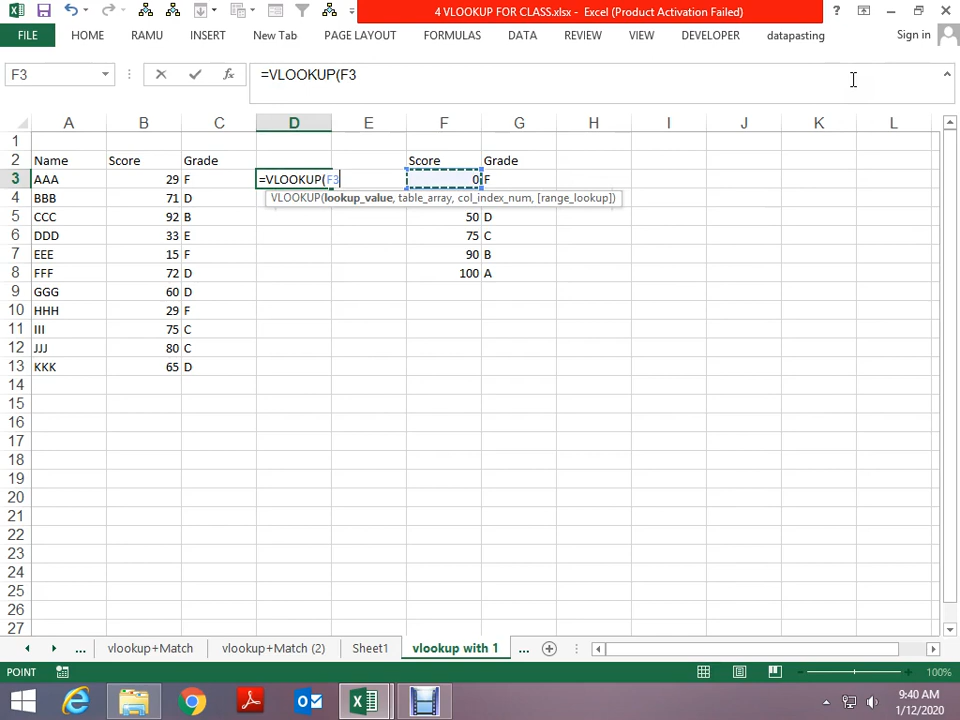 4 VLOOKUP FOR CLASS.xlsx - Excel (Product Activation Failed)
?
FILE HOME RAMU INSERT New Tab PAGE LAYOUT FORMULAS DATA REVIEW VIEW DEVELOPER datapasting Sign in
F3 fx =VLOOKUP(F3
A B C D E F G H I J K L
1
2 Name Score Grade Score Grade
3 AAA 29 F =VLOOKUP(F3 0 F
VLOOKUP(lookup_value, table_array, col_index_num, [range_lookup])
4 BBB 71 D
5 CCC 92 B 50 D
6 DDD 33 E 75 C
7 EEE 15 F 90 B
8 FFF 72 D 100 A
9 GGG 60 D
10 HHH 29 F
11 III 75 C
12 JJJ 80 C
13 KKK 65 D
14
15
16
17
18
19
20
21
22
23
24
25
26
27
... vlookup+Match vlookup+Match (2) Sheet1 vlookup with 1 ...
POINT 100%
9:40 AM
1/12/2020